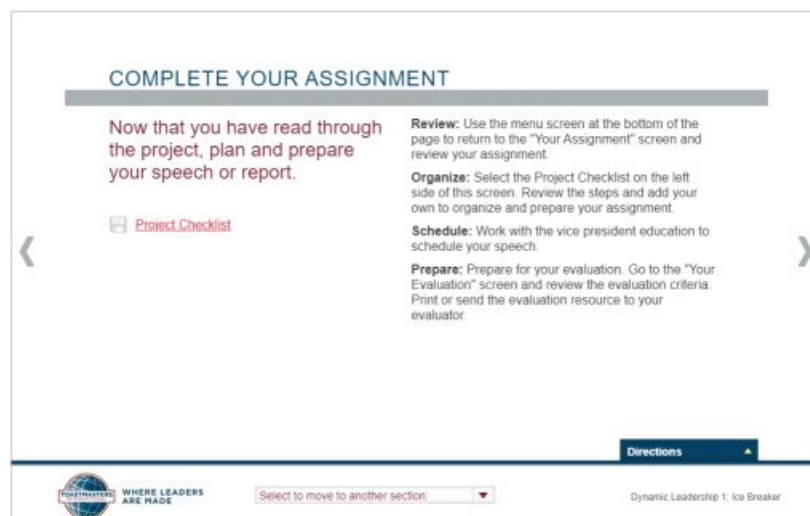 COMPLETE YOUR ASSIGNMENT
Now that you have read through
the project, plan and prepare
your speech or report.
Project Checklist
Review: Use the menu screen at the bottom of the
page to return to the "Your Assignment" screen and
review your assignment.
Organize: Select the Project Checklist on the left
side of this screen. Review the steps and add your
own to organize and prepare your assignment.
Schedule: Work with the vice president education to
schedule your speech.
Prepare: Prepare for your evaluation. Go to the "Your
Evaluation" screen and review the evaluation criteria.
Print or send the evaluation resource to your
evaluator.
Directions
TOASTMASTERS
WHERE LEADERS
ARE MADE
Select to move to another section:
Dynamic Leadership 1: Ice Breaker